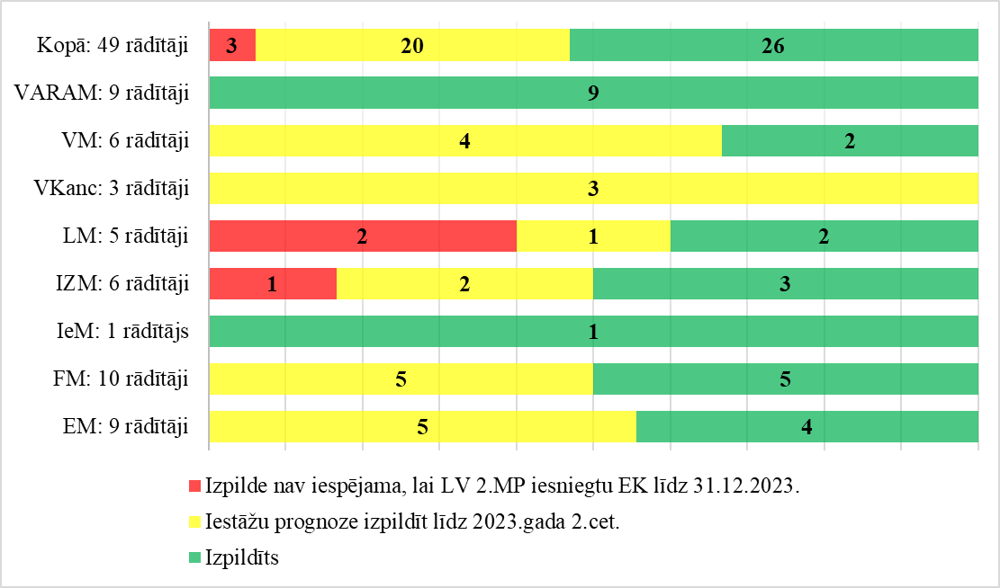 Kopā: 49 rādītāji 3 20 26
VARAM: 9 rādītāji 9
VM: 6 rādītāji 4 2
VKanc: 3 rādītāji 3
LM: 5 rādītāji 2 1 2
IZM: 6 rādītāji 1 2 3
IeM: 1 rādītājs 1
FM: 10 rādītāji 5 5
EM: 9 rādītāji 5 4
Izpilde nav iespējama, lai LV 2.MP iesniegtu EK līdz 31.12.2023.
Iestāžu prognoze izpildīt līdz 2023.gada 2.cet.
Izpildīts